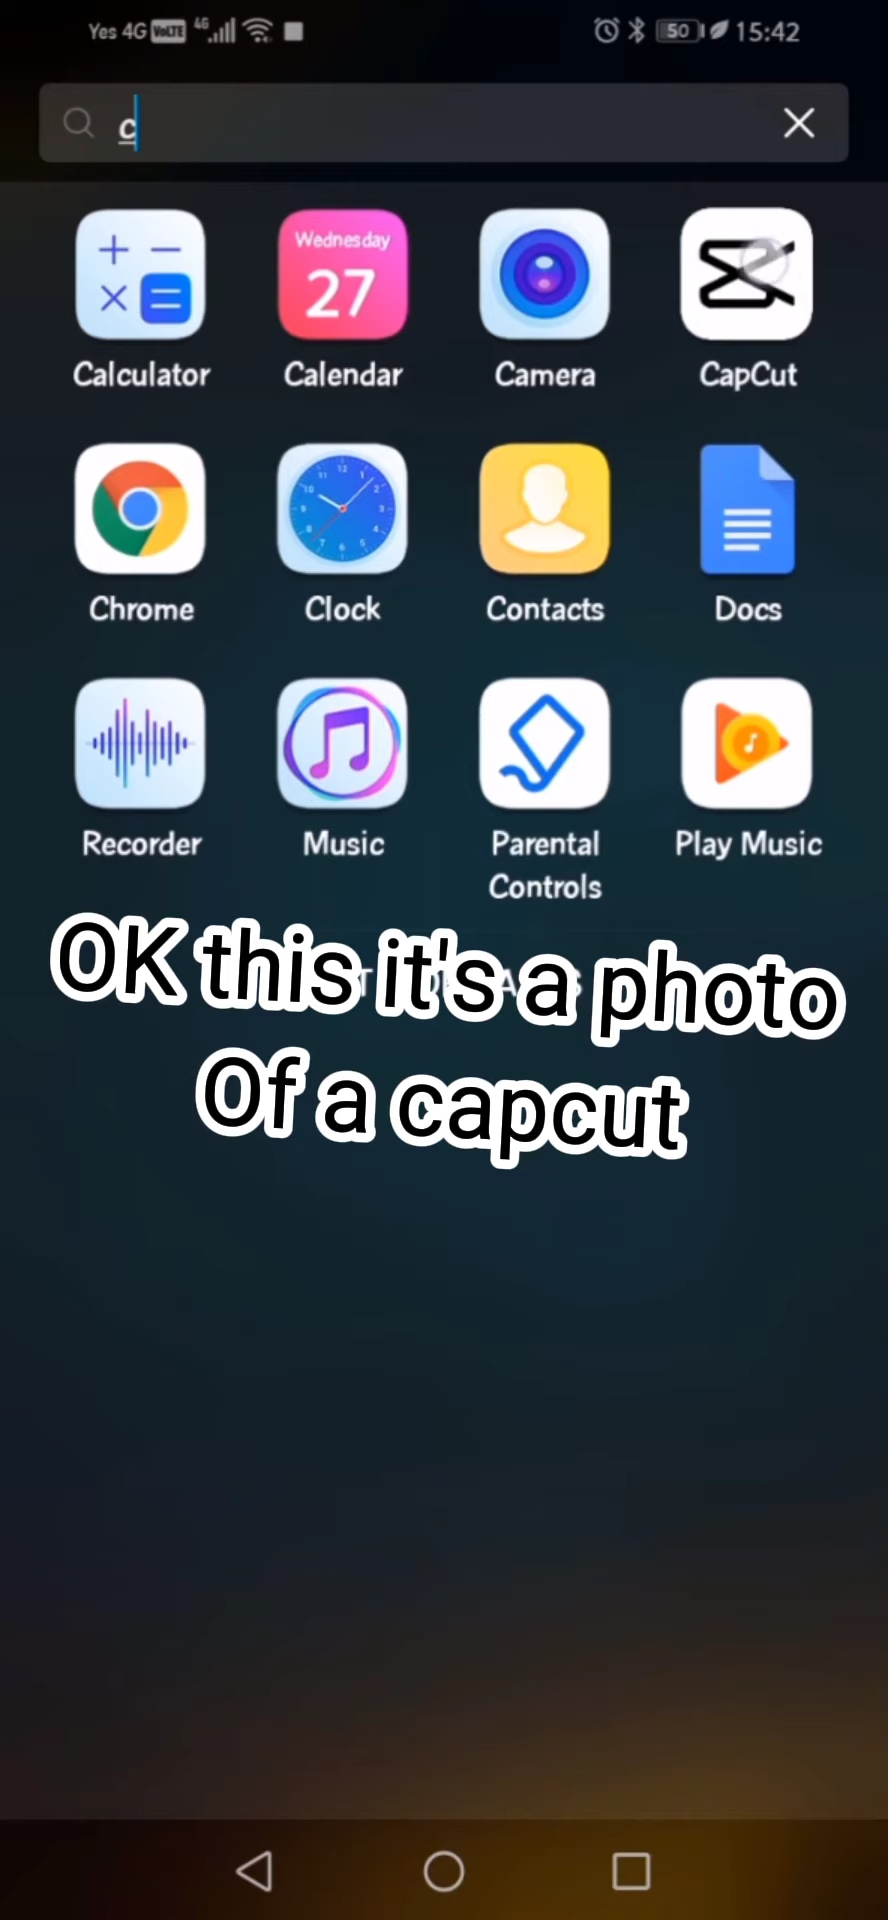 Yes 4G VoLTE 4G 50 15:42
c
Wednesday
27
Calculator Calendar Camera CapCut
Chrome Clock Contacts Docs
Recorder Music Parental Controls Play Music
OK this it's a photo
Of a capcut